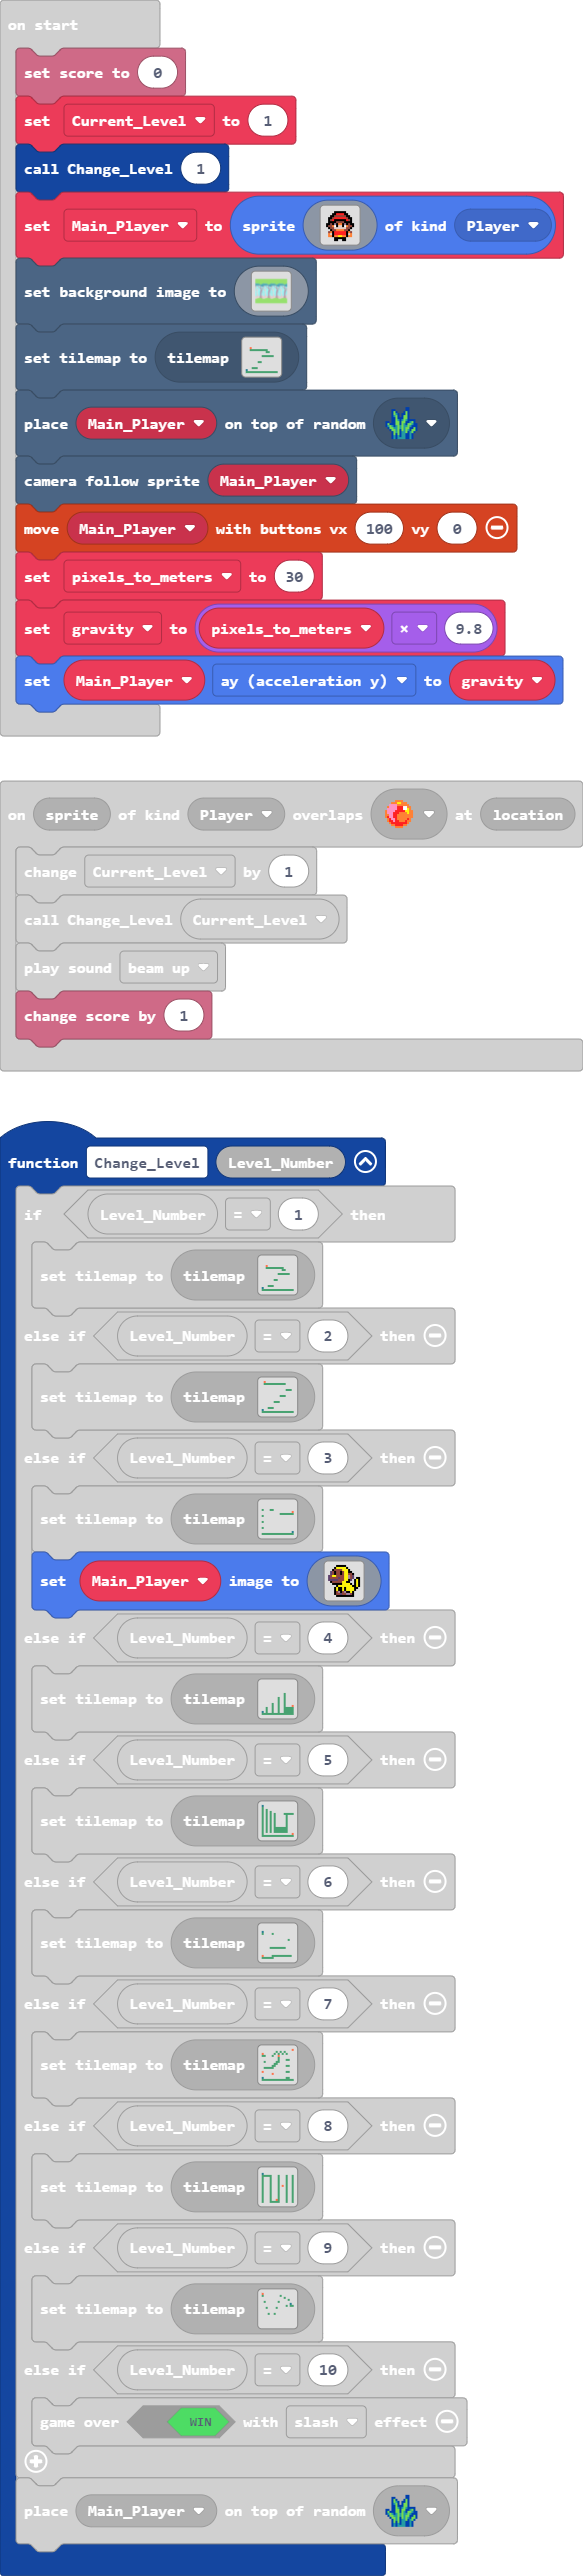 on start
set score to 0
set Current_Level to 1
call Change_Level 1
set Main_Player to sprite of kind Player
set background image to
set tilemap to tilemap
place Main_Player on top of random
camera follow sprite Main_Player
move Main_Player with buttons vx 100 vy 0
set pixels_to_meters to 30
set gravity to pixels_to_meters × 9.8
set Main_Player ay (acceleration y) to gravity
on sprite of kind Player overlaps at location
change Current_Level by 1
call Change_Level Current_Level
play sound beam up
change score by 1
function Change_Level Level_Number
if Level_Number = 1 then
set tilemap to tilemap
else if Level_Number = 2 then
set tilemap to tilemap
else if Level_Number = 3 then
set tilemap to tilemap
set Main_Player image to
else if Level_Number = 4 then
set tilemap to tilemap
else if Level_Number = 5 then
set tilemap to tilemap
else if Level_Number = 6 then
set tilemap to tilemap
else if Level_Number = 7 then
set tilemap to tilemap
else if Level_Number = 8 then
set tilemap to tilemap
else if Level_Number = 9 then
set tilemap to tilemap
else if Level_Number = 10 then
game over WIN with slash effect
place Main_Player on top of random